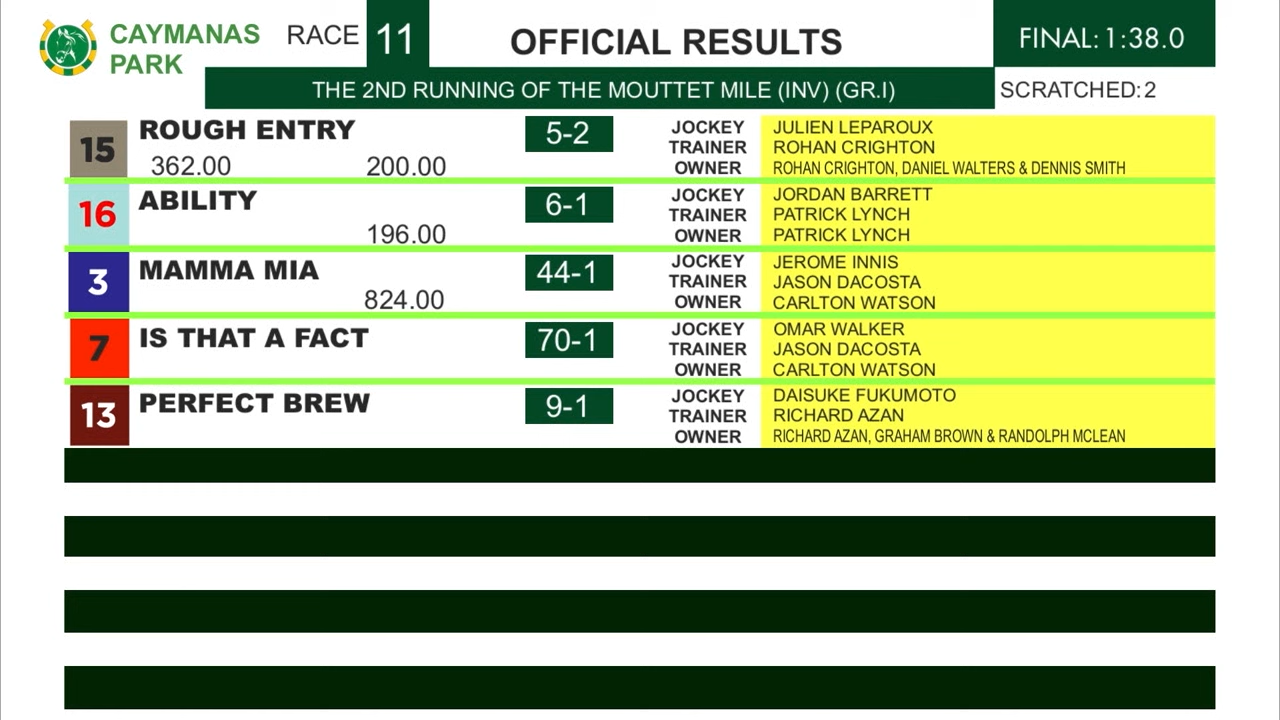 CAYMANAS PARK
RACE 11
OFFICIAL RESULTS
FINAL: 1:38.0
THE 2ND RUNNING OF THE MOUTTET MILE (INV) (GR.I)
SCRATCHED: 2
15 ROUGH ENTRY 5-2 JOCKEY JULIEN LEPAROUX
TRAINER ROHAN CRIGHTON
362.00 200.00 OWNER ROHAN CRIGHTON, DANIEL WALTERS & DENNIS SMITH
16 ABILITY 6-1 JOCKEY JORDAN BARRETT
TRAINER PATRICK LYNCH
196.00 OWNER PATRICK LYNCH
3 MAMMA MIA 44-1 JOCKEY JEROME INNIS
TRAINER JASON DACOSTA
824.00 OWNER CARLTON WATSON
7 IS THAT A FACT 70-1 JOCKEY OMAR WALKER
TRAINER JASON DACOSTA
OWNER CARLTON WATSON
13 PERFECT BREW 9-1 JOCKEY DAISUKE FUKUMOTO
TRAINER RICHARD AZAN
OWNER RICHARD AZAN, GRAHAM BROWN & RANDOLPH MCLEAN